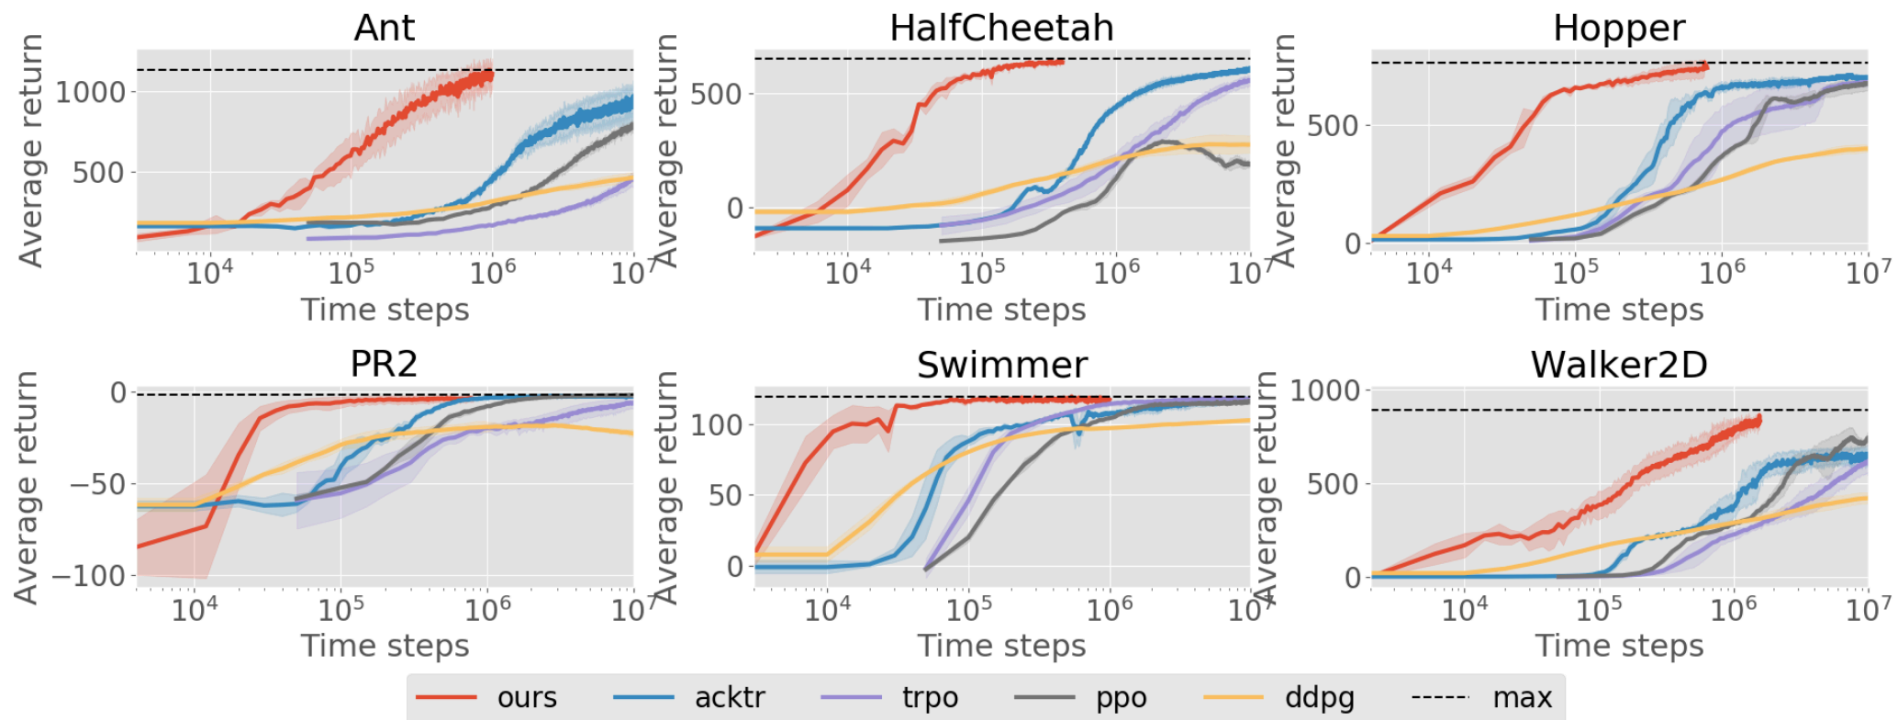 Ant
Average return
1000
500
10^4 10^5 10^6 10^7
Time steps
HalfCheetah
Average return
500
0
10^4 10^5 10^6 10^7
Time steps
Hopper
Average return
500
0
10^4 10^5 10^6 10^7
Time steps
PR2
Average return
0
−50
−100
10^4 10^5 10^6 10^7
Time steps
Swimmer
Average return
100
50
0
10^4 10^5 10^6 10^7
Time steps
Walker2D
Average return
1000
500
0
10^4 10^5 10^6 10^7
Time steps
ours acktr trpo ppo ddpg max